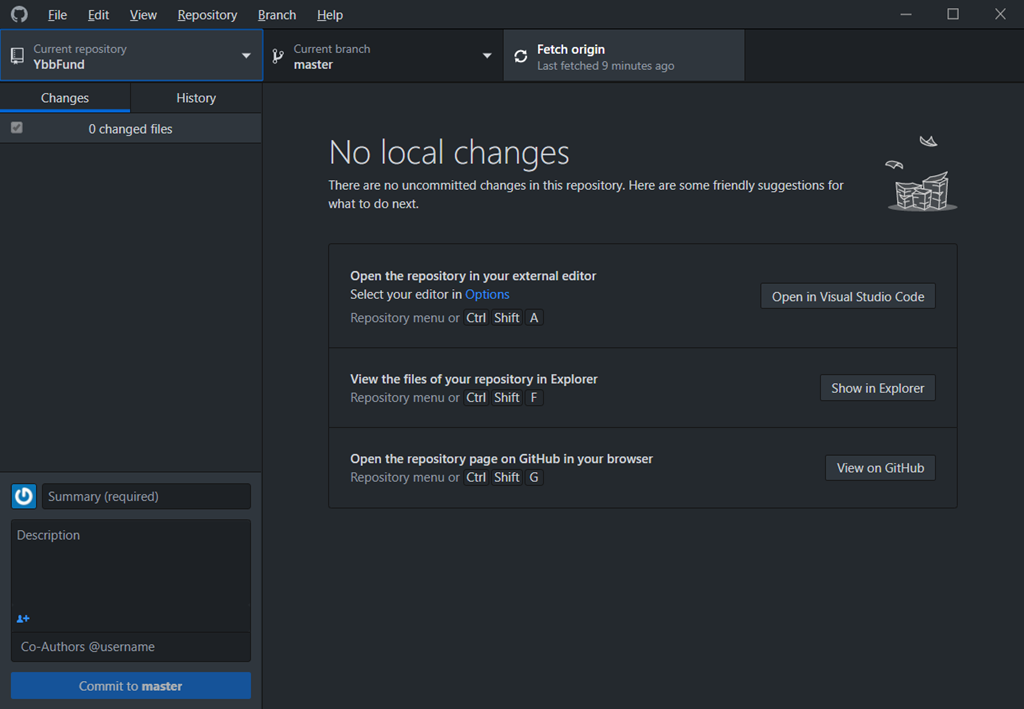 File Edit View Repository Branch Help
Current repository
YbbFund
Current branch
master
Fetch origin
Last fetched 9 minutes ago
Changes
History
0 changed files
No local changes
There are no uncommitted changes in this repository. Here are some friendly suggestions for
what to do next.
Open the repository in your external editor
Select your editor in Options
Repository menu or Ctrl Shift A
Open in Visual Studio Code
View the files of your repository in Explorer
Repository menu or Ctrl Shift F
Show in Explorer
Open the repository page on GitHub in your browser
Repository menu or Ctrl Shift G
View on GitHub
Summary (required)
Description
Co-Authors @username
Commit to master